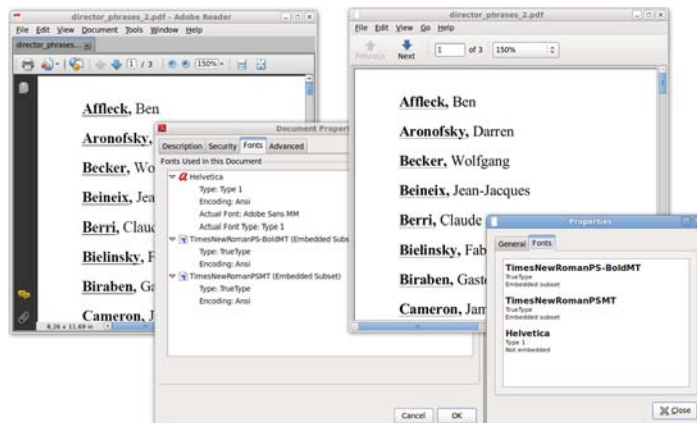 director_phrases_2.pdf - Adobe Reader
File Edit View Document Tools Window Help
director_phrases...
1 / 3 150%
Affleck, Ben
Aronofsky,
Becker, Wo
Beineix, Jea
Berri, Claud
Bielinsky, F
Biraben, Ga
Cameron, J
8,26 x 11,69 in
Document Propert
Description Security Fonts Advanced
Fonts Used in this Document
Helvetica
Type: Type 1
Encoding: Ansi
Actual Font: Adobe Sans MM
Actual Font Type: Type 1
TimesNewRomanPS-BoldMT (Embedded Subs
Type: TrueType
Encoding: Ansi
TimesNewRomanPSMT (Embedded Subset)
Type: TrueType
Encoding: Ansi
Cancel OK
director_phrases_2.pdf
File Edit View Go Help
Previous Next 1 of 3 150%
Affleck, Ben
Aronofsky, Darren
Becker, Wolfgang
Beineix, Jean-Jacques
Berri, Claude
Bielinsky, Fab
Biraben, Gasto
Cameron, Jam
Properties
General Fonts
TimesNewRomanPS-BoldMT
TrueType
Embedded subset
TimesNewRomanPSMT
TrueType
Embedded subset
Helvetica
Type 1
Not embedded
Close